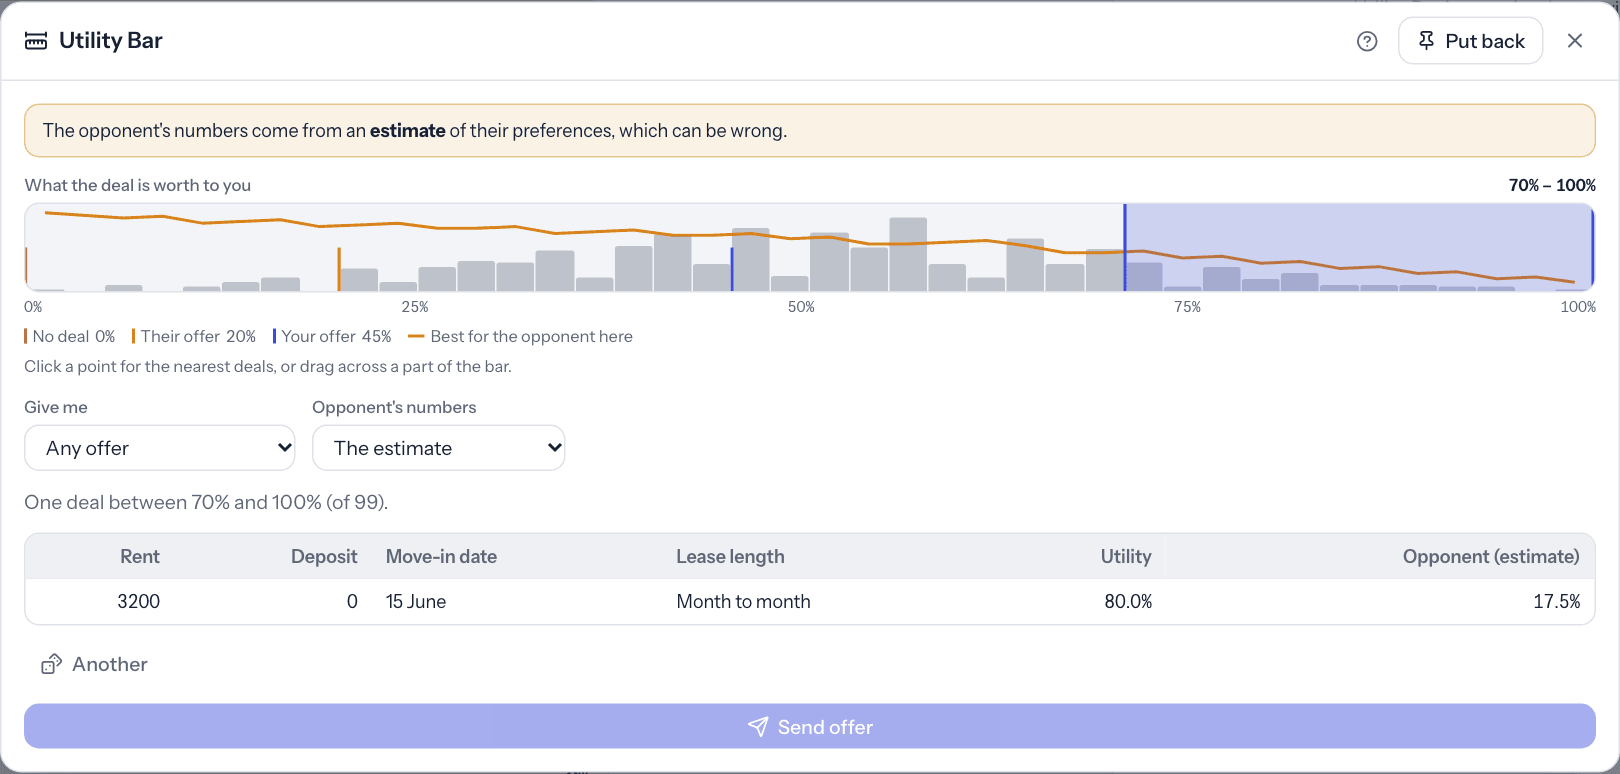 Utility Bar
Put back
The opponent's numbers come from an estimate of their preferences, which can be wrong.
What the deal is worth to you
70% – 100%
0%
25%
50%
75%
100%
No deal 0%
Their offer 20%
Your offer 45%
Best for the opponent here
Click a point for the nearest deals, or drag across a part of the bar.
Give me
Opponent's numbers
Any offer
The estimate
One deal between 70% and 100% (of 99).
Rent Deposit Move-in date Lease length Utility Opponent (estimate)
3200 0 15 June Month to month 80.0% 17.5%
Another
Send offer